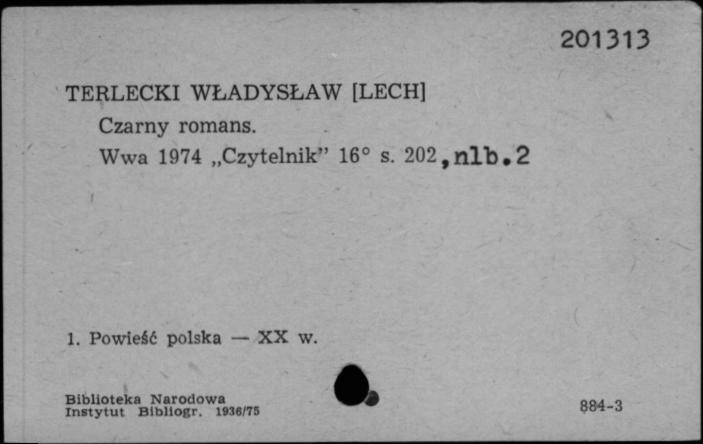 201313
TERLECKI WŁADYSŁAW [LECH]
Czarny romans.
Wwa 1974 „Czytelnik” 16° s. 202, nlb. 2
1. Powieść polska — XX w.
Biblioteka Narodowa
Instytut Bibliogr. 1936/75
884-3